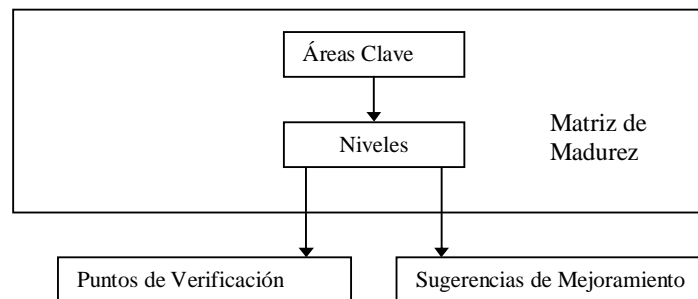 Áreas Clave
Niveles
Matriz de
Madurez
Puntos de Verificación
Sugerencias de Mejoramiento